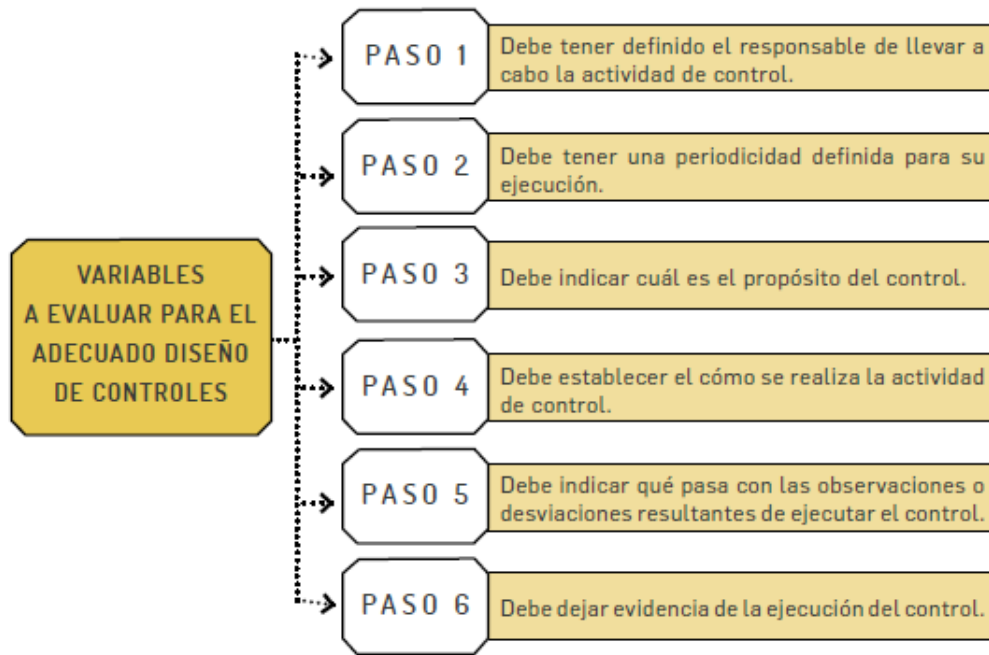 VARIABLES
A EVALUAR PARA EL
ADECUADO DISEÑO
DE CONTROLES
PASO 1
Debe tener definido el responsable de llevar a
cabo la actividad de control.
PASO 2
Debe tener una periodicidad definida para su
ejecución.
PASO 3
Debe indicar cuál es el propósito del control.
PASO 4
Debe establecer el cómo se realiza la actividad
de control.
PASO 5
Debe indicar qué pasa con las observaciones o
desviaciones resultantes de ejecutar el control.
PASO 6
Debe dejar evidencia de la ejecución del control.